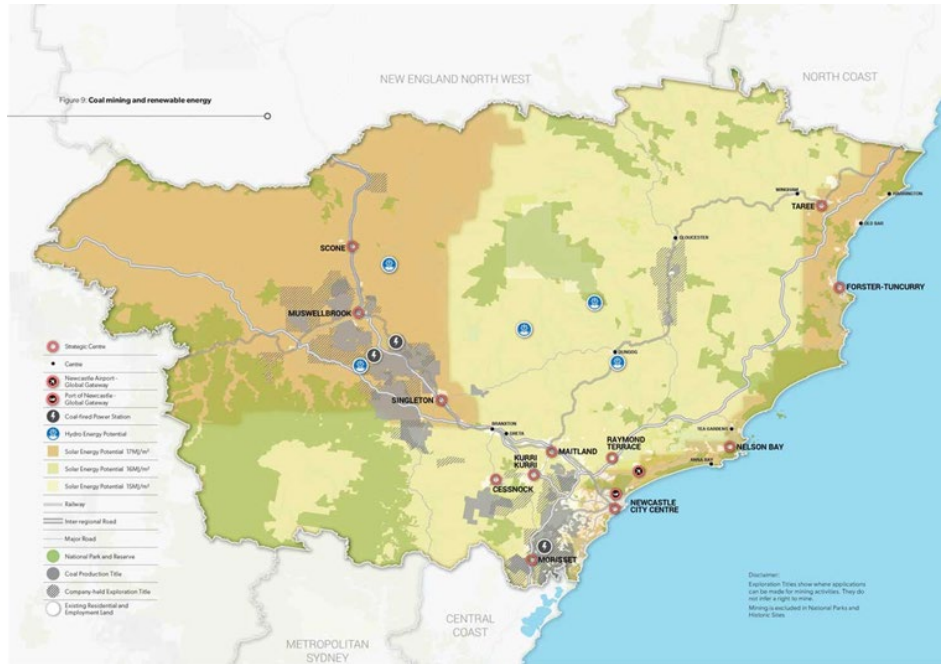 NEW ENGLAND NORTH WEST
NORTH COAST
Figure 9: Coal mining and renewable energy
WINGHAM
HARRINGTON
TAREE
OLD BAR
GLOUCESTER
SCONE
FORSTER-TUNCURRY
MUSWELLBROOK
DUNGOG
SINGLETON
BRANXTON
GRETA
TEA GARDENS
RAYMOND
TERRACE
NELSON BAY
MAITLAND
KURRI
KURRI
ANNA BAY
CESSNOCK
NEWCASTLE
CITY CENTRE
MORISSET
CENTRAL
COAST
METROPOLITAN
SYDNEY
Strategic Centre
Centre
Newcastle Airport -
Global Gateway
Port of Newcastle -
Global Gateway
Coal-fired Power Station
Hydro Energy Potential
Solar Energy Potential 17MJ/m²
Solar Energy Potential 16MJ/m²
Solar Energy Potential 15MJ/m²
Railway
Inter-regional Road
Major Road
National Park and Reserve
Coal Production Title
Company held Exploration Title
Existing Residential and
Employment Land
Disclaimer:
Exploration Titles show where applications
can be made for mining activities. They do
not infer a right to mine.
Mining is excluded in National Parks and
Historic Sites